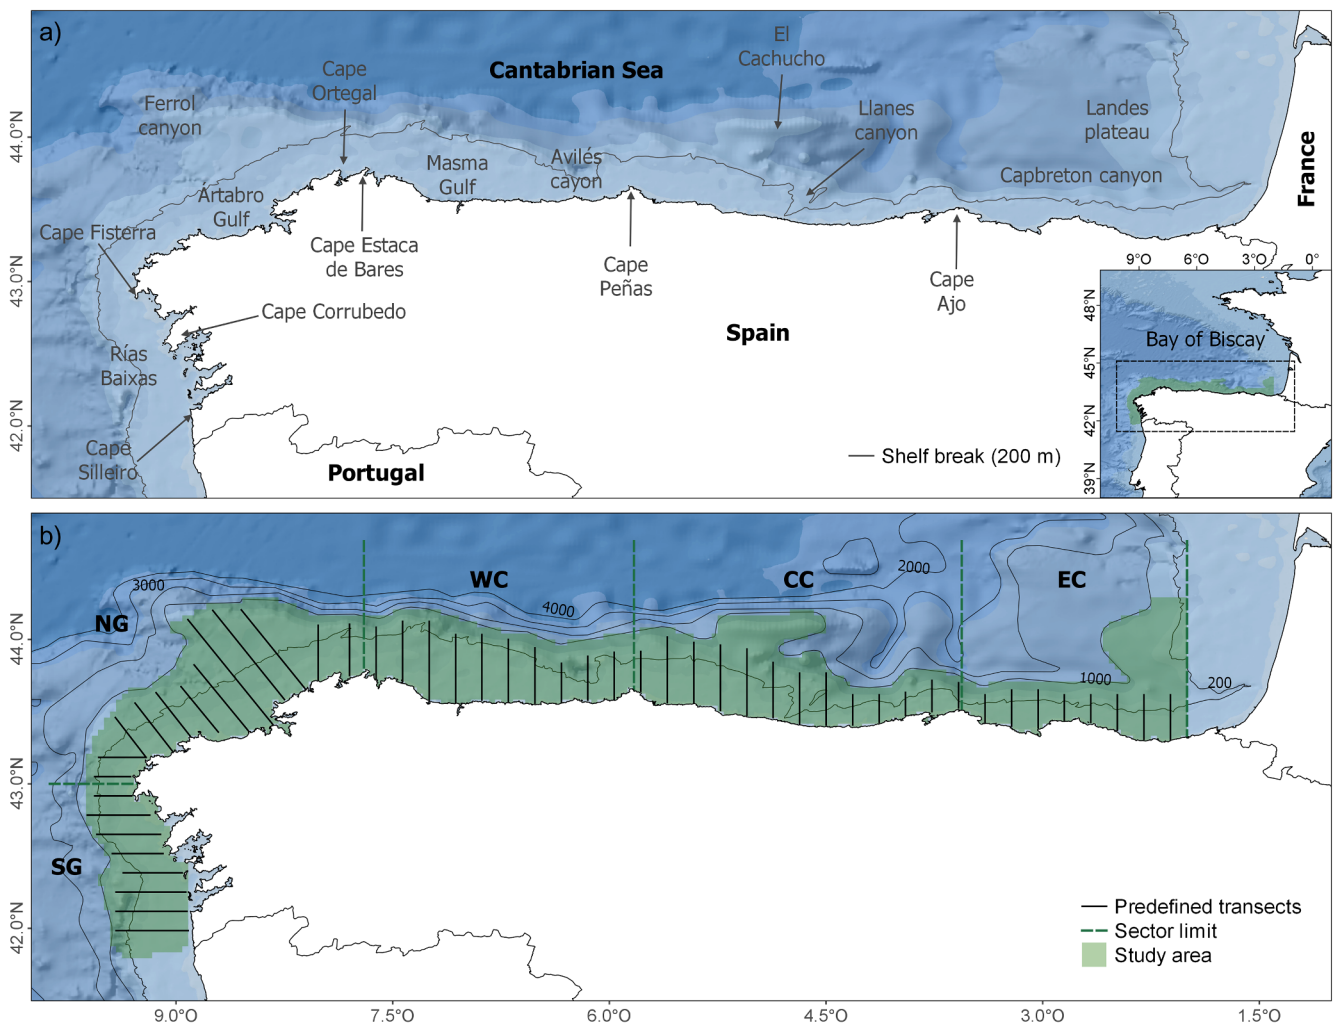 a)
El
Cachucho
Cantabrian Sea
Cape
Ortegal
Ferrol
canyon
Llanes
canyon
Landes
plateau
44.0°N
Masma
Gulf
Avilés
cayon
Capbreton canyon
France
Artabro
Gulf
Cape Fisterra
Cape Estaca
de Bares
Cape
Peñas
Cape
Ajo
43.0°N
Cape Corrubedo
Spain
Rías
Baixas
42.0°N
Cape
Silleiro
Portugal
Shelf break (200 m)
9°O 6°O 3°O 0°
48°N
Bay of Biscay
45°N
42°N
39°N
b)
3000
NG
WC
4000
CC
2000
EC
44.0°N
1000
200
43.0°N
SG
42.0°N
Predefined transects
Sector limit
Study area
9.0°O 7.5°O 6.0°O 4.5°O 3.0°O 1.5°O